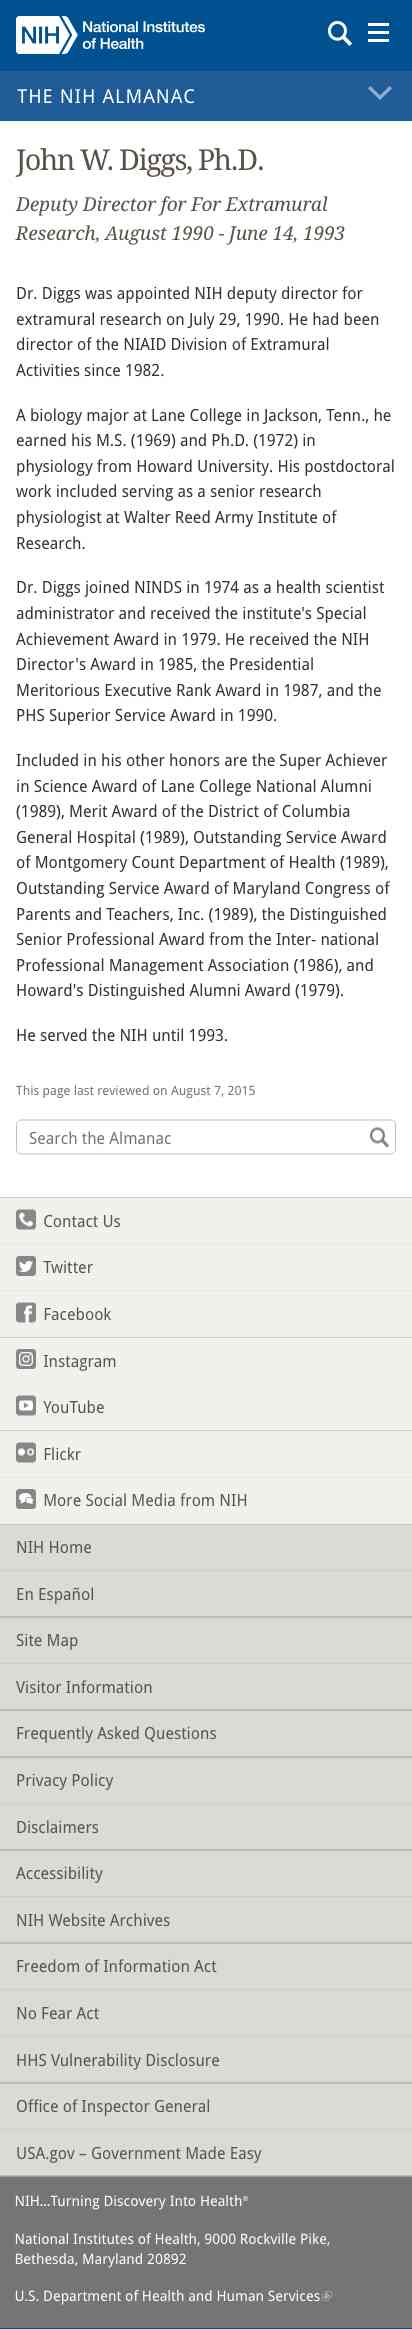 NIH National Institutes
of Health
THE NIH ALMANAC
John W. Diggs, Ph.D.
Deputy Director for For Extramural
Research, August 1990 - June 14, 1993
Dr. Diggs was appointed NIH deputy director for
extramural research on July 29, 1990. He had been
director of the NIAID Division of Extramural
Activities since 1982.
A biology major at Lane College in Jackson, Tenn., he
earned his M.S. (1969) and Ph.D. (1972) in
physiology from Howard University. His postdoctoral
work included serving as a senior research
physiologist at Walter Reed Army Institute of
Research.
Dr. Diggs joined NINDS in 1974 as a health scientist
administrator and received the institute's Special
Achievement Award in 1979. He received the NIH
Director's Award in 1985, the Presidential
Meritorious Executive Rank Award in 1987, and the
PHS Superior Service Award in 1990.
Included in his other honors are the Super Achiever
in Science Award of Lane College National Alumni
(1989), Merit Award of the District of Columbia
General Hospital (1989), Outstanding Service Award
of Montgomery Count Department of Health (1989),
Outstanding Service Award of Maryland Congress of
Parents and Teachers, Inc. (1989), the Distinguished
Senior Professional Award from the Inter- national
Professional Management Association (1986), and
Howard's Distinguished Alumni Award (1979).
He served the NIH until 1993.
This page last reviewed on August 7, 2015
Search the Almanac
Contact Us
Twitter
Facebook
Instagram
YouTube
Flickr
More Social Media from NIH
NIH Home
En Español
Site Map
Visitor Information
Frequently Asked Questions
Privacy Policy
Disclaimers
Accessibility
NIH Website Archives
Freedom of Information Act
No Fear Act
HHS Vulnerability Disclosure
Office of Inspector General
USA.gov – Government Made Easy
NIH…Turning Discovery Into Health®
National Institutes of Health, 9000 Rockville Pike,
Bethesda, Maryland 20892
U.S. Department of Health and Human Services